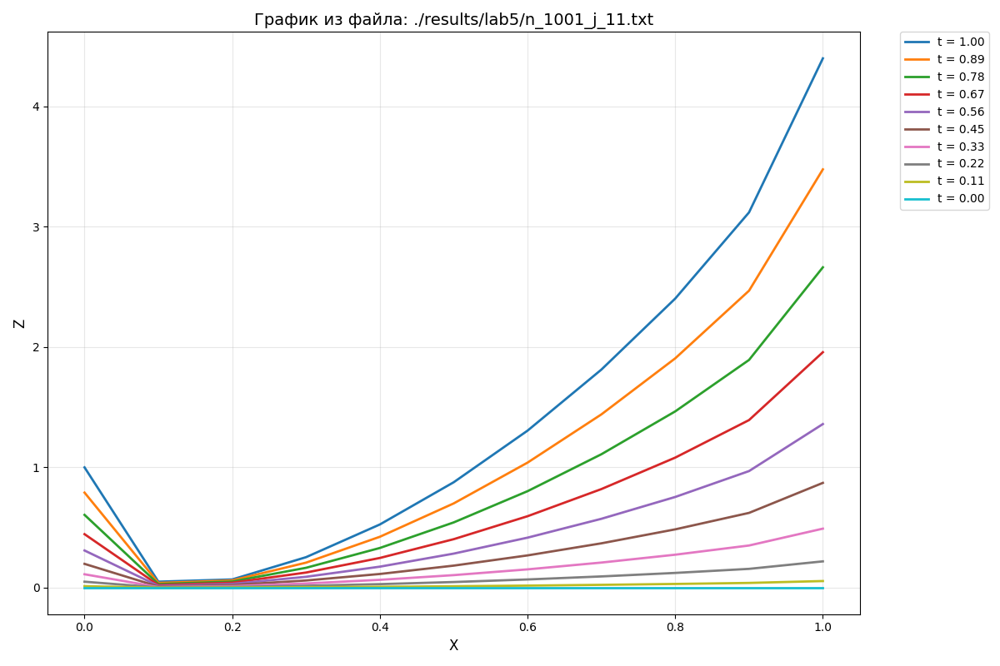 График из файла: ./results/lab5/n_1001_j_11.txt
t = 1.00
t = 0.89
t = 0.78
t = 0.67
t = 0.56
t = 0.45
t = 0.33
t = 0.22
t = 0.11
t = 0.00
Z
4
3
2
1
0
0.0 0.2 0.4 0.6 0.8 1.0
X